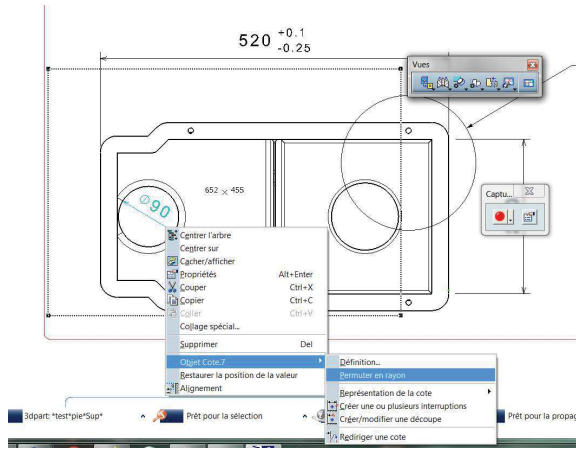 520 +0.1
-0.25
Vues
652 × 455
Captu...
∅90
Centrer l'arbre
Centrer sur
Cacher/afficher
Propriétés Alt+Enter
Couper Ctrl+X
Copier Ctrl+C
Coller Ctrl+V
Collage spécial...
Supprimer Del
Objet Cote.7
Restaurer la position de la valeur
Alignement
Définition...
Permuter en rayon
Représentation de la cote
Créer une ou plusieurs interruptions
Créer/modifier une découpe
Rediriger une cote
3dpart: *test*pie*Sup*
Prêt pour la sélection
Prêt pour la propag